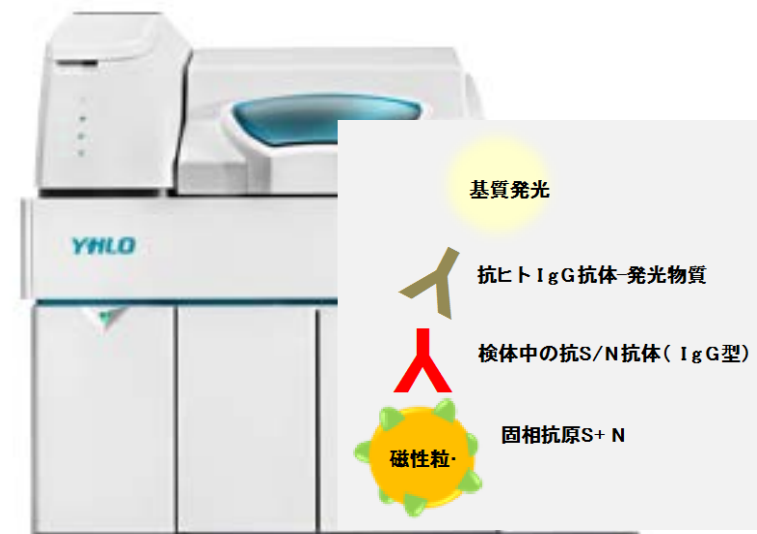 YHLO
基質発光
抗ヒトIgG抗体-発光物質
検体中の抗S/N抗体(IgG型)
固相抗原S+N
磁性粒・